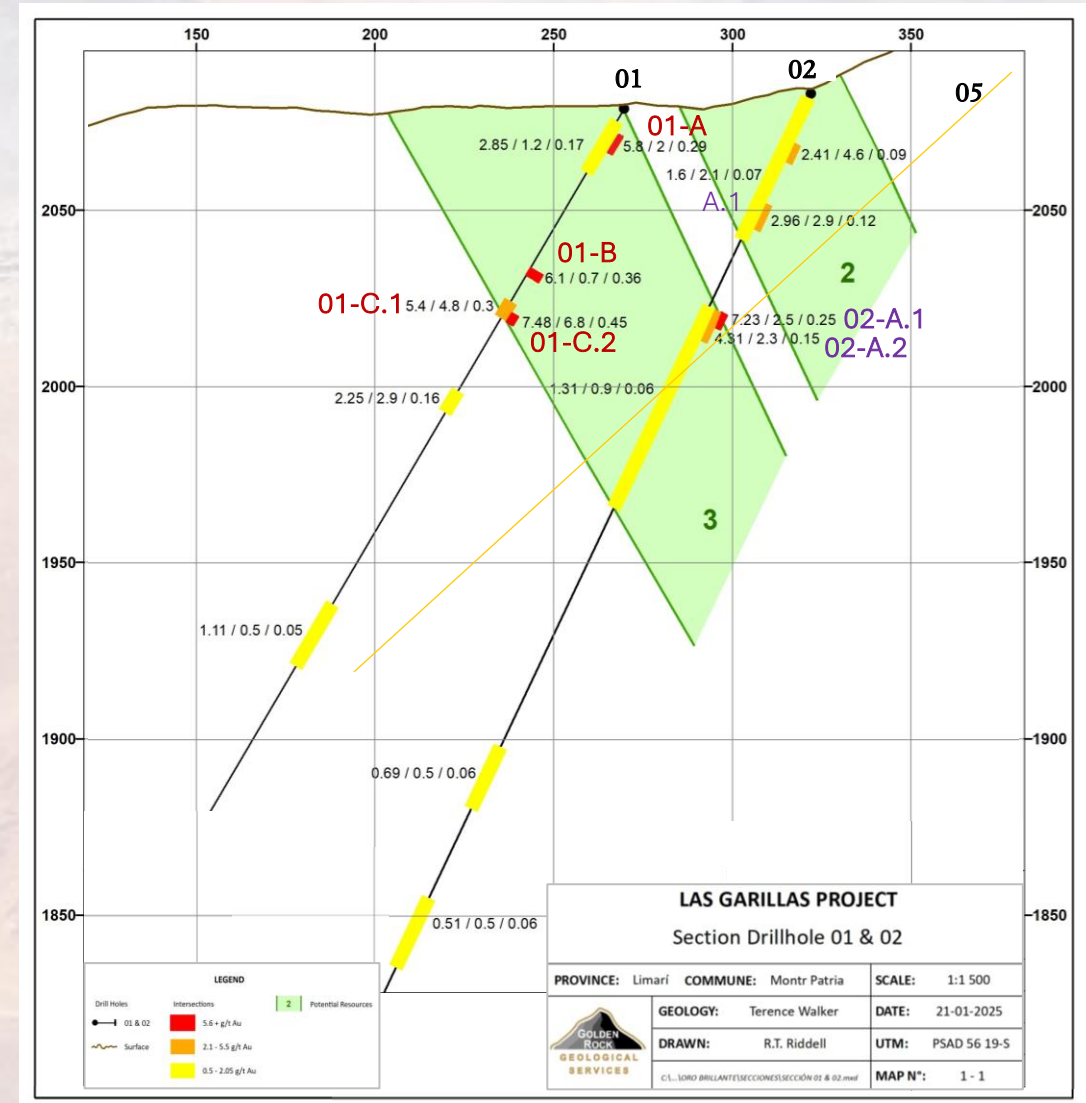 150 200 250 300 350
01
02
05
01-A
2.85 / 1.2 / 0.17
5.8 / 2 / 0.29
2.41 / 4.6 / 0.09
1.6 / 2.1 / 0.07
A.1
2050
2050
2.96 / 2.9 / 0.12
01-B
6.1 / 0.7 / 0.36
2
01-C.1
5.4 / 4.8 / 0.3
7.48 / 6.8 / 0.45
01-C.2
7.23 / 2.5 / 0.25
02-A.1
4.31 / 2.3 / 0.15
02-A.2
2000
2000
1.31 / 0.9 / 0.06
2.25 / 2.9 / 0.16
3
1950
1950
1.11 / 0.5 / 0.05
1900
1900
0.69 / 0.5 / 0.06
1850
1850
0.51 / 0.5 / 0.06
LEGEND
Drill Holes
Intersections
2
Potential Resources
01 & 02
5.6 + g/t Au
Surface
2.1 - 5.5 g/t Au
0.5 - 2.05 g/t Au
LAS GARILLAS PROJECT
Section Drillhole 01 & 02
PROVINCE: Limarí COMMUNE: Montr Patria SCALE: 1:1 500
GEOLOGY: Terence Walker DATE: 21-01-2025
DRAWN: R.T. Riddell UTM: PSAD 56 19-S
C:\...\ORO BRILLANTE\SECCIONES\SECCIÓN 01 & 02.mxd MAP N°: 1 - 1
GOLDEN
ROCK
GEOLOGICAL
SERVICES